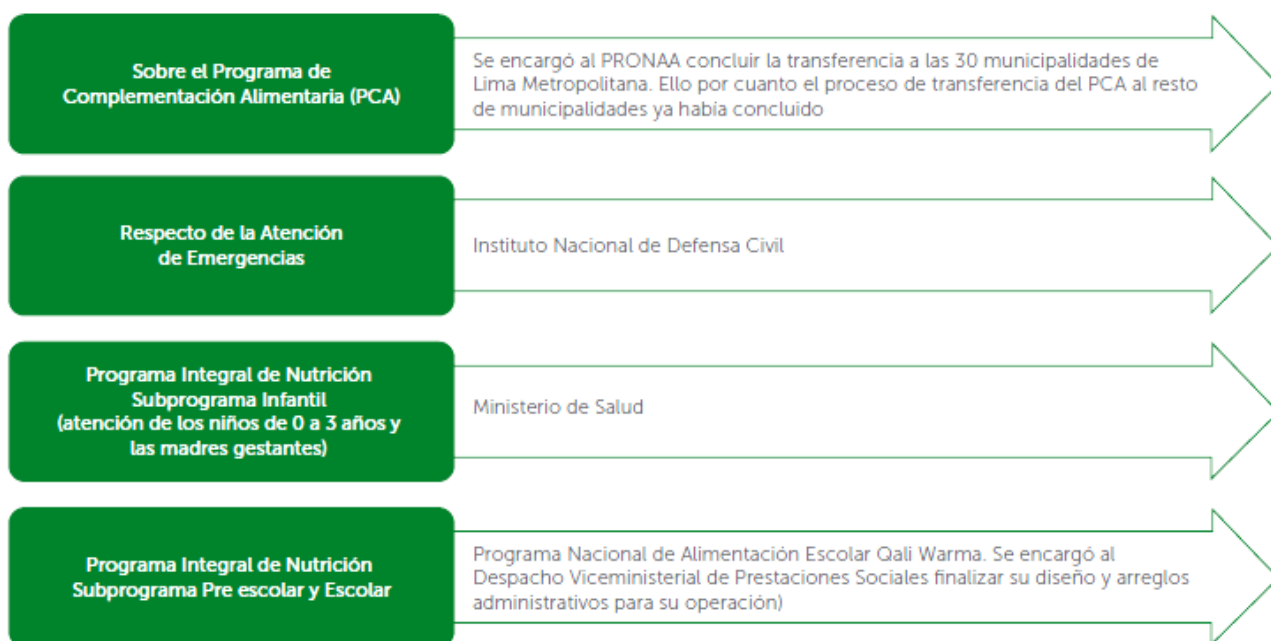 Sobre el Programa de
Complementación Alimentaria (PCA)
Se encargó al PRONAA concluir la transferencia a las 30 municipalidades de
Lima Metropolitana. Ello por cuanto el proceso de transferencia del PCA al resto
de municipalidades ya había concluido
Respecto de la Atención
de Emergencias
Instituto Nacional de Defensa Civil
Programa Integral de Nutrición
Subprograma Infantil
(atención de los niños de 0 a 3 años y
las madres gestantes)
Ministerio de Salud
Programa Integral de Nutrición
Subprograma Pre escolar y Escolar
Programa Nacional de Alimentación Escolar Qali Warma. Se encargó al
Despacho Viceministerial de Prestaciones Sociales finalizar su diseño y arreglos
administrativos para su operación)